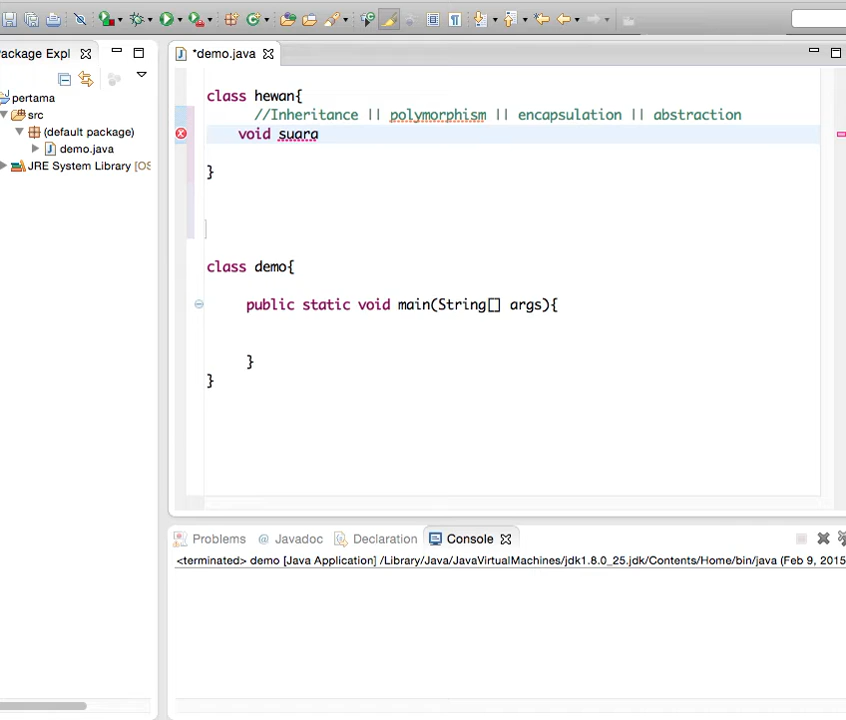 ackage Expl
*demo.java
pertama
src
(default package)
demo.java
JRE System Library [OS
class hewan{
//Inheritance || polymorphism || encapsulation || abstraction
void suara
}
class demo{
public static void main(String[] args){
}
}
Problems @ Javadoc Declaration Console
<terminated> demo [Java Application] /Library/Java/JavaVirtualMachines/jdk1.8.0_25.jdk/Contents/Home/bin/java (Feb 9, 2015